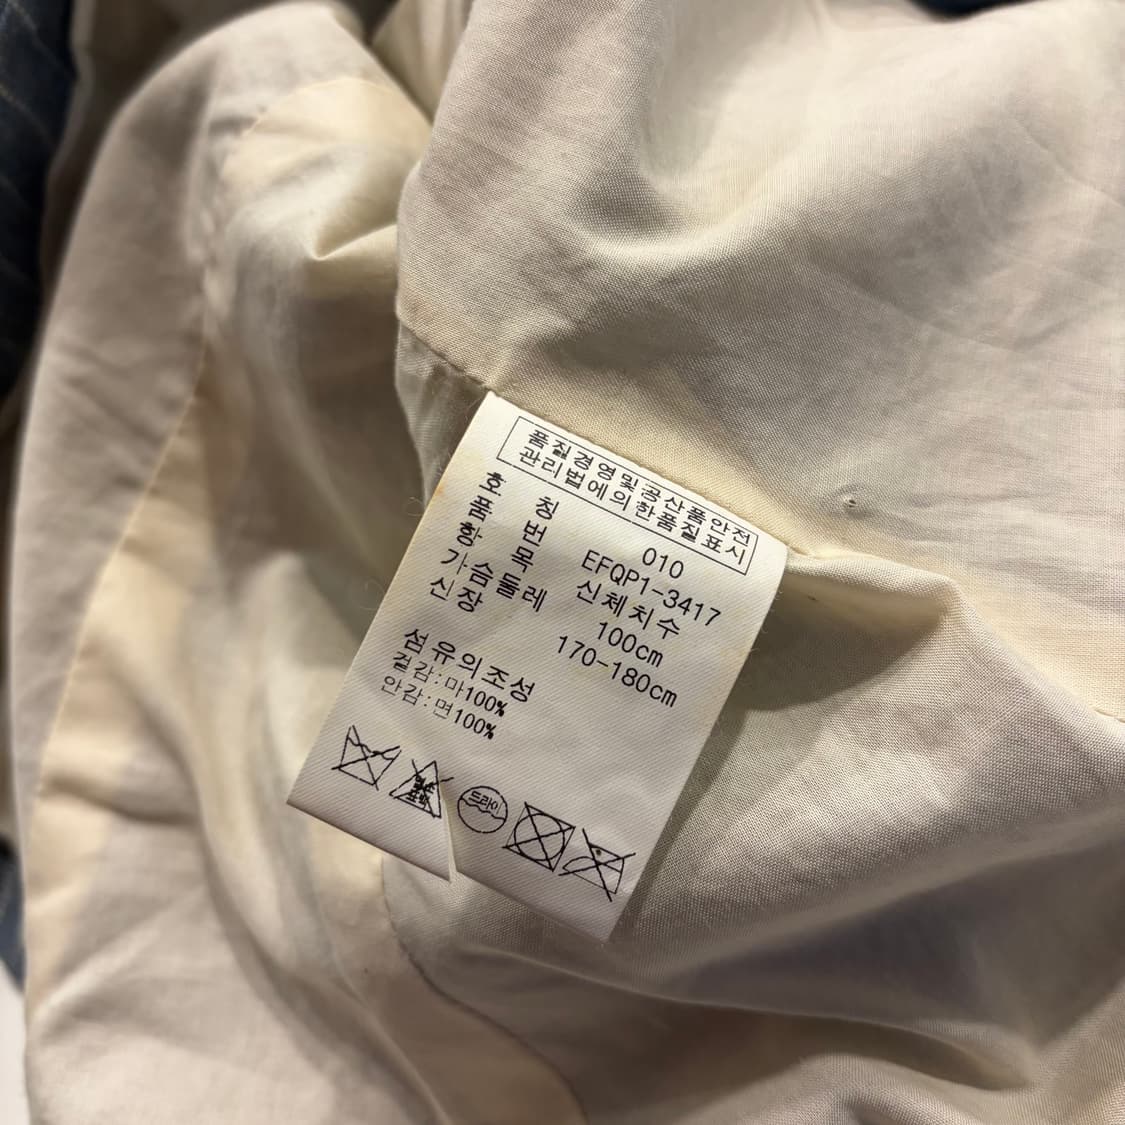 품질경영및공산품안전
관리법에의한품질표시
호 칭 010
품 번 EFQP1-3417
항 목 신체치수
가슴둘레 100cm
신장 170-180cm
섬유의조성
겉감:마100%
안감:면100%
드라이